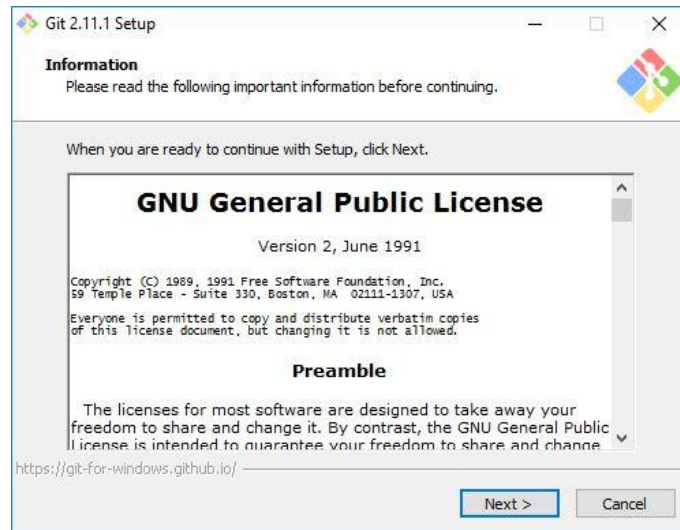 Git 2.11.1 Setup
Information
Please read the following important information before continuing.
When you are ready to continue with Setup, click Next.
GNU General Public License
Version 2, June 1991
Copyright (C) 1989, 1991 Free Software Foundation, Inc.
59 Temple Place - Suite 330, Boston, MA 02111-1307, USA
Everyone is permitted to copy and distribute verbatim copies
of this license document, but changing it is not allowed.
Preamble
The licenses for most software are designed to take away your
freedom to share and change it. By contrast, the GNU General Public
License is intended to guarantee your freedom to share and change
https://git-for-windows.github.io/
Next >
Cancel